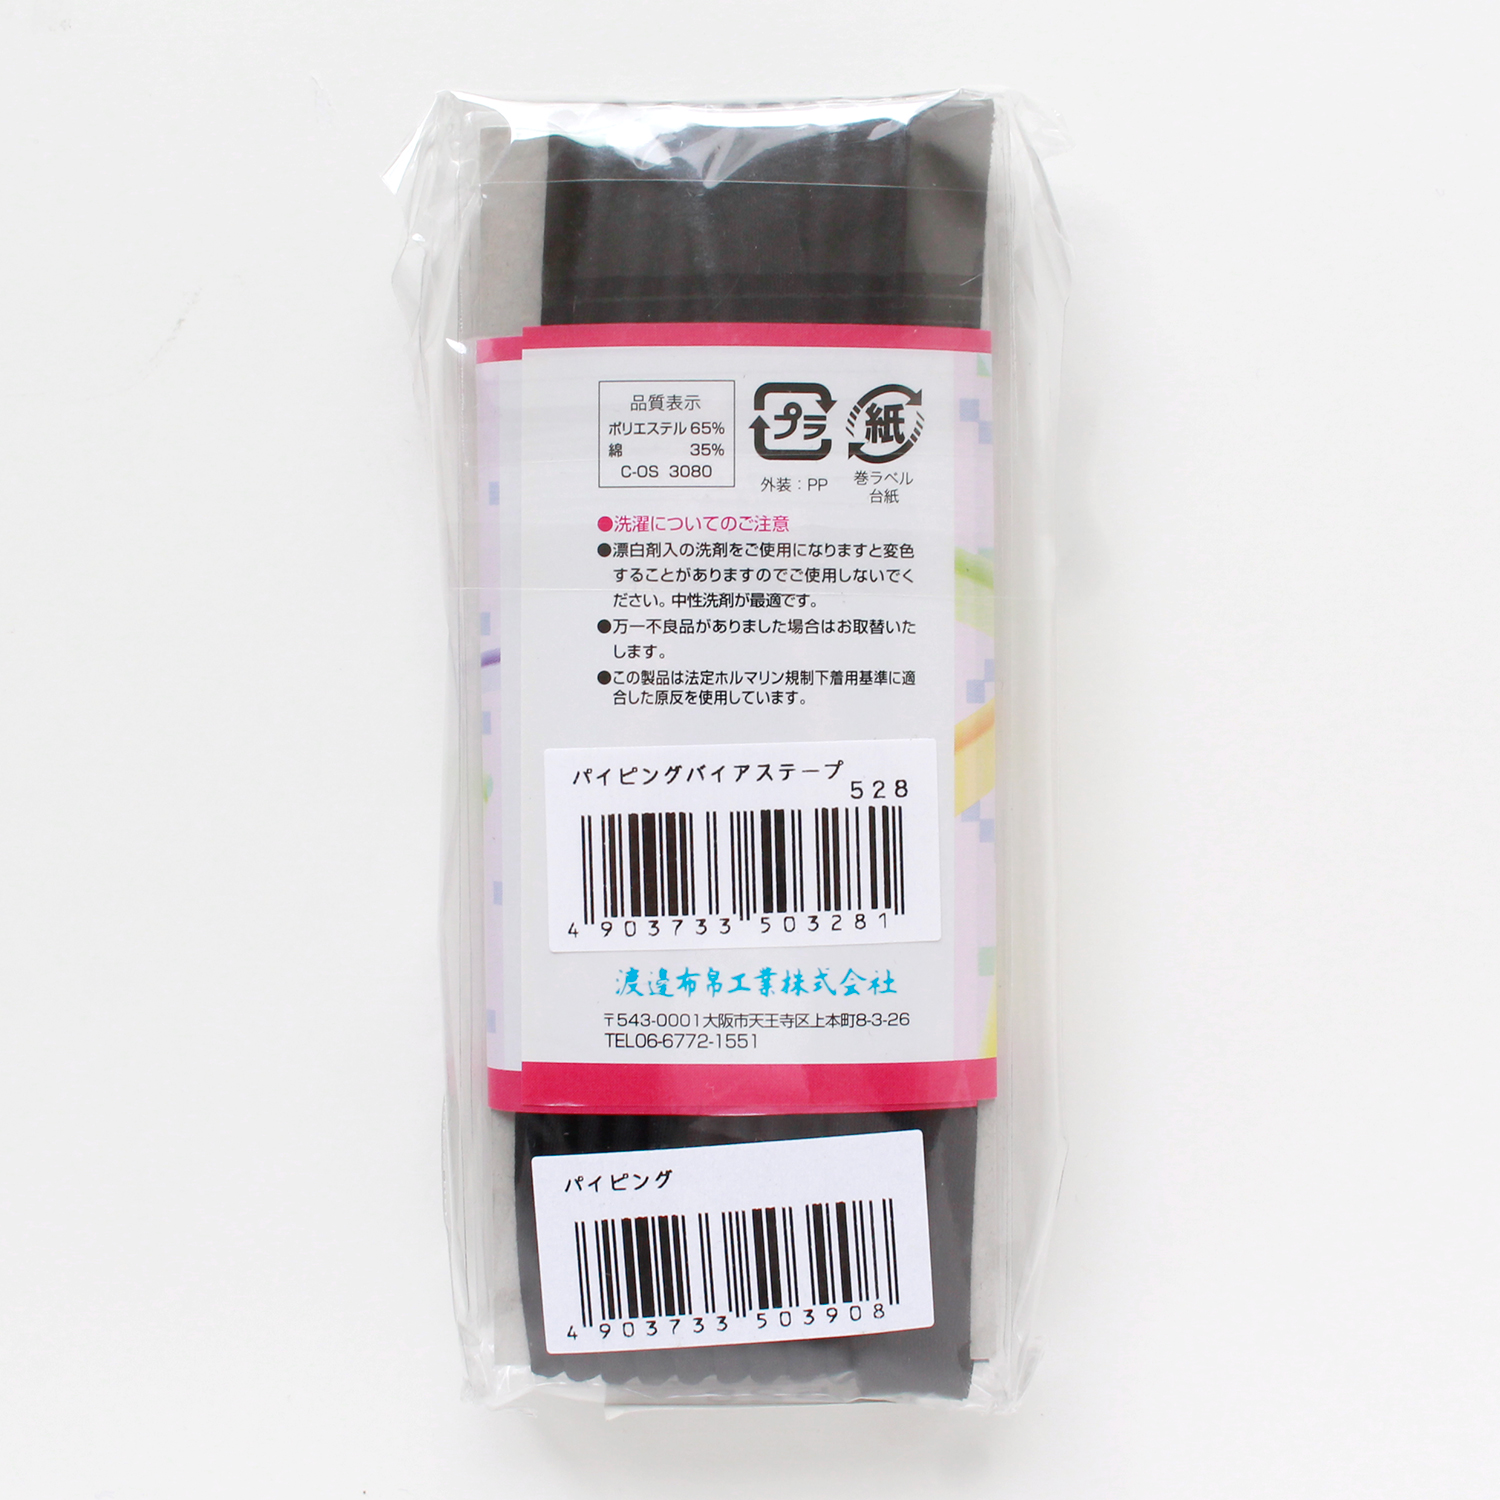 品質表示
ポリエステル 65%
綿 35%
C-OS 3080
プラ
紙
外装：PP
巻ラベル
台紙
●洗濯についてのご注意
●漂白剤入の洗剤をご使用になりますと変色
することがありますのでご使用しないでく
ださい。中性洗剤が最適です。
●万一不良品がありました場合はお取替いた
します。
●この製品は法定ホルマリン規制下着用基準に適
合した原反を使用しています。
パイピングバイアステープ
528
4903733503281
渡邊布帛工業株式会社
〒543-0001大阪市天王寺区上本町8-3-26
TEL06-6772-1551
パイピング
4903733503908